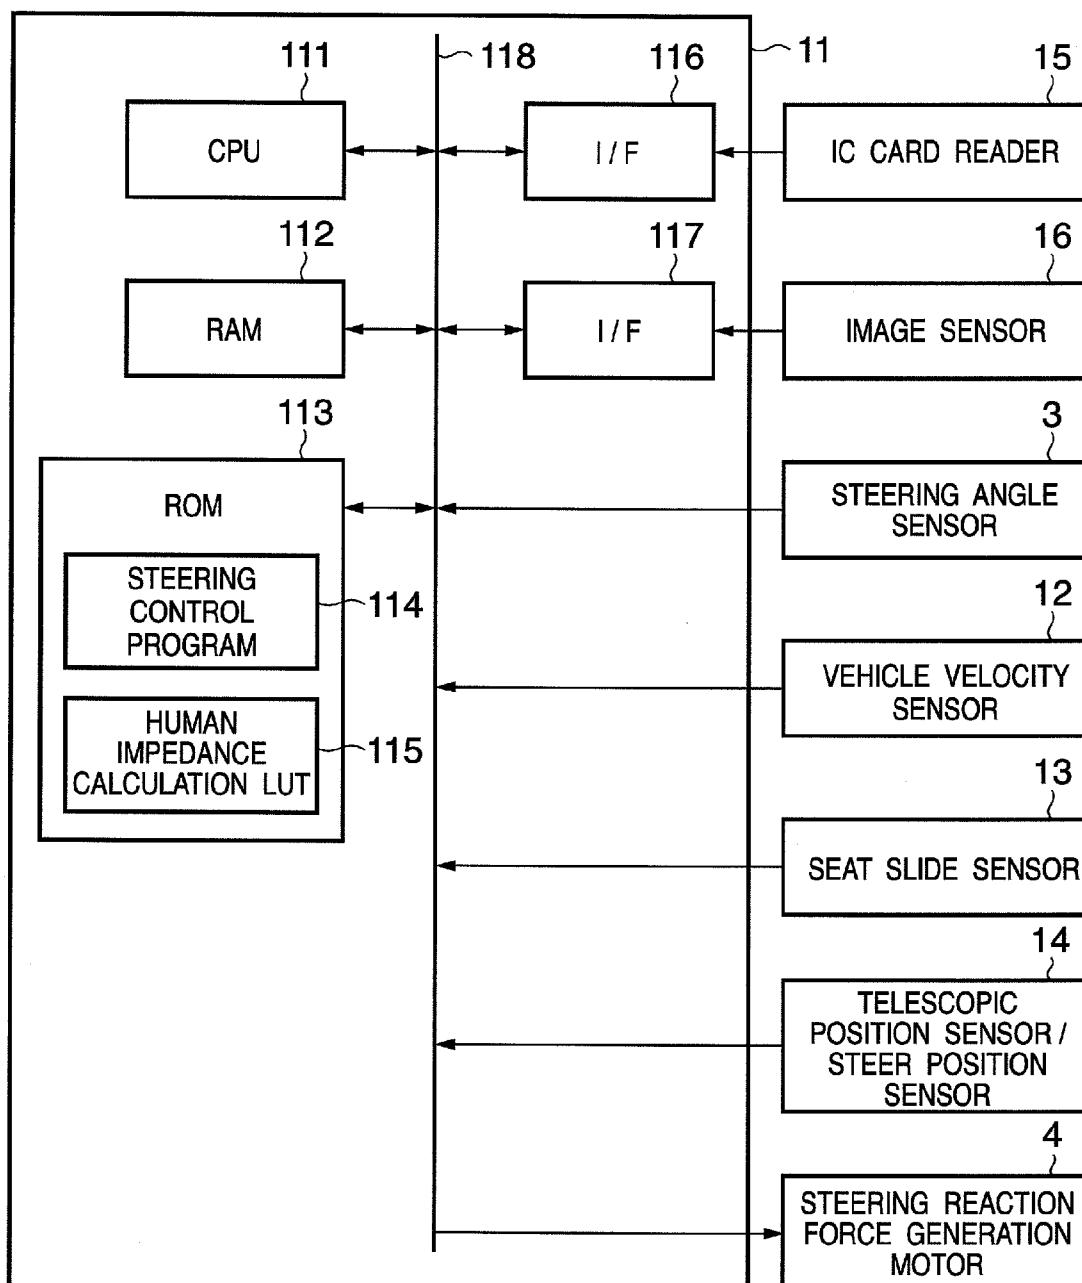 111
118
116
11
15
CPU
I/F
IC CARD READER
112
117
16
RAM
I/F
IMAGE SENSOR
113
3
ROM
STEERING ANGLE
SENSOR
STEERING
CONTROL
PROGRAM
114
12
VEHICLE VELOCITY
SENSOR
HUMAN
IMPEDANCE
CALCULATION LUT
115
13
SEAT SLIDE SENSOR
14
TELESCOPIC
POSITION SENSOR/
STEER POSITION
SENSOR
4
STEERING REACTION
FORCE GENERATION
MOTOR